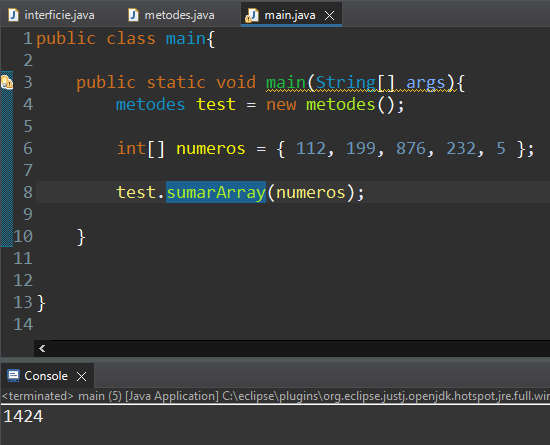 interficie.java metodes.java main.java
1 public class main{
2
3 public static void main(String[] args){
4 metodes test = new metodes();
5
6 int[] numeros = { 112, 199, 876, 232, 5 };
7
8 test.sumarArray(numeros);
9
10 }
11
12
13 }
14
Console
<terminated> main (5) [Java Application] C:\eclipse\plugins\org.eclipse.justj.openjdk.hotspot.jre.full.win
1424